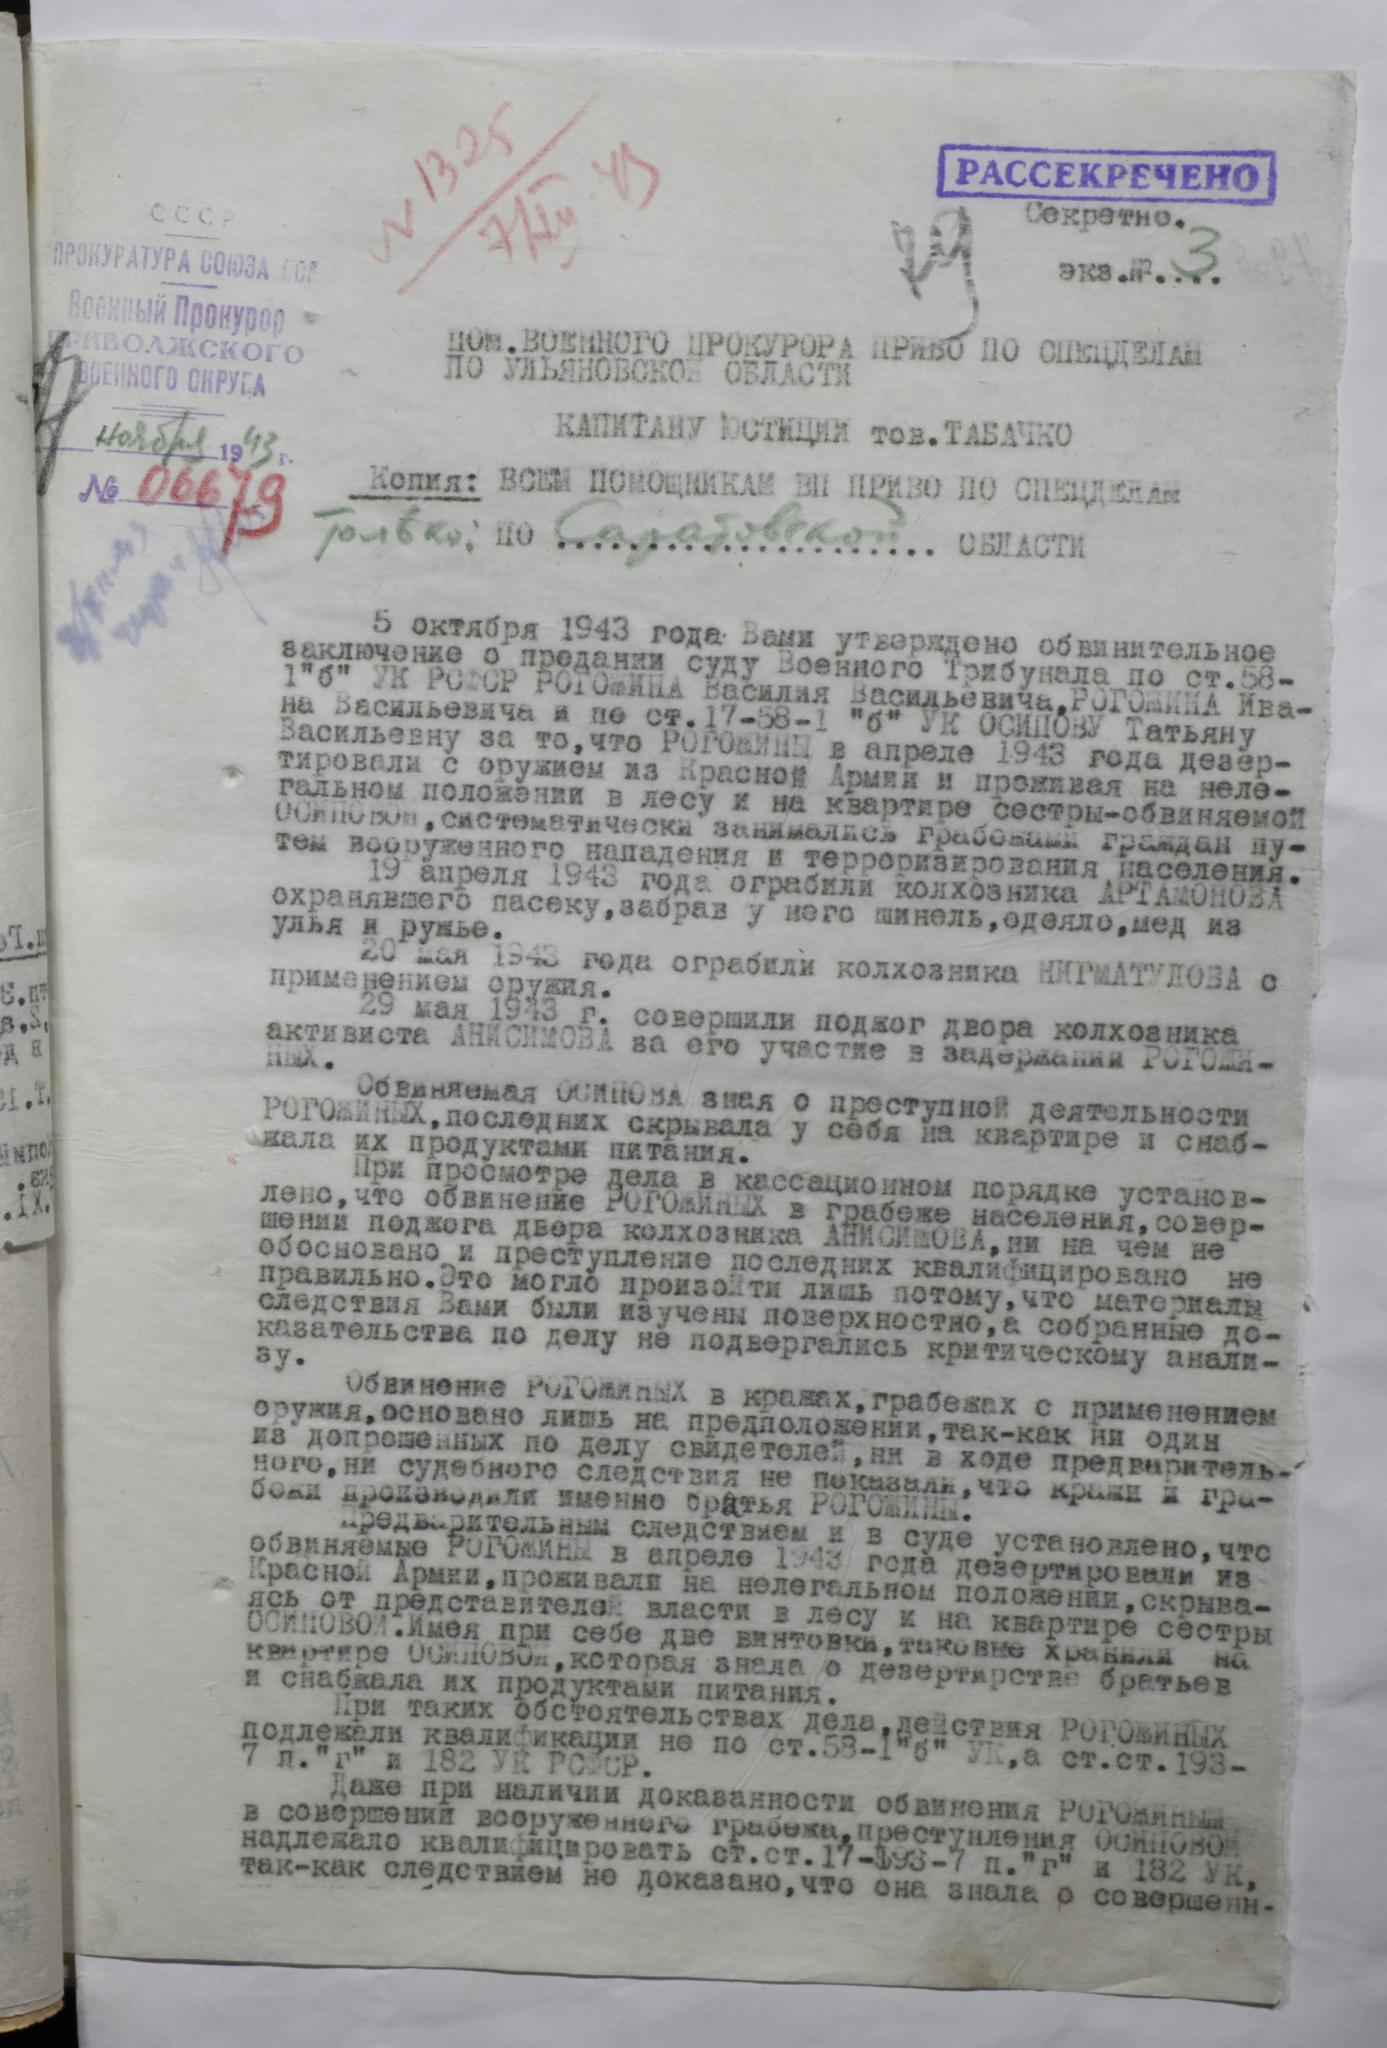 РАССЕКРЕЧЕНО
Секретно.
экз.№.... 3
79
N 1325
СССР
ПРОКУРАТУРА СОЮЗА ССР
Военный Прокурор
ПРИВОЛЖСКОГО
ВОЕННОГО ОКРУГА
ноября 1943 г.
№ 06679
ПОМ.ВОЕННОГО ПРОКУРОРА ПРИВО ПО СПЕЦДЕЛАМ
ПО УЛЬЯНОВСКОЙ ОБЛАСТИ
КАПИТАНУ ЮСТИЦИИ тов.ТАБАЧКО
Копия: ВСЕМ ПОМОЩНИКАМ ВП ПРИВО ПО СПЕЦДЕЛАМ
только: ПО Саратовской ОБЛАСТИ
5 октября 1943 года Вами утверждено обвинительное
заключение о предании суду Военного Трибунала по ст.58-
1"б" УК РСФСР РОГОЖИНА Василия Васильевича,РОГОЖИНА Ива-
на Васильевича и по ст.17-58-1 "б" УК ОСИПОВУ Татьяну
Васильевну за то,что РОГОЖИНЫ в апреле 1943 года дезер-
тировали с оружием из Красной Армии и проживая на неле-
гальном положении в лесу и на квартире сестры-обвиняемой
ОСИПОВОЙ,систематически занимались грабежами граждан пу-
тем вооруженного нападения и терроризирования населения.
19 апреля 1943 года ограбили колхозника АРТАМОНОВА
охранявшего пасеку,забрав у него шинель,одеяло,мед из
улья и ружье.
20 мая 1943 года ограбили колхозника НИГМАТУЛОВА с
применением оружия.
29 мая 1943 г. совершили поджог двора колхозника
активиста АНИСИМОВА за его участие в задержании РОГОЖИ-
НЫХ.
Обвиняемая ОСИПОВА зная о преступной деятельности
РОГОЖИНЫХ,последних скрывала у себя на квартире и снаб-
жала их продуктами питания.
При просмотре дела в кассационном порядке установ-
лено,что обвинение РОГОЖИНЫХ в грабеже населения,совер-
шении поджога двора колхозника АНИСИМОВА,ни на чем не
обосновано и преступление последних квалифицировано не
правильно.Это могло произойти лишь потому,что материалы
следствия Вами были изучены поверхностно,а собранные до-
казательства по делу не подвергались критическому анали-
зу.
Обвинение РОГОЖИНЫХ в кражах,грабежах с применением
оружия,основано лишь на предположении,так-как ни один
из допрошенных по делу свидетелей,ни в ходе предваритель-
ного,ни судебного следствия не показали,что кражи и гра-
бежи производили именно братья РОГОЖИНЫ.
Предварительным следствием и в суде установлено,что
обвиняемые РОГОЖИНЫ в апреле 1943 года дезертировали из
Красной Армии,проживали на нелегальном положении,скрыва-
ясь от представителей власти в лесу и на квартире сестры
ОСИПОВОЙ.Имея при себе две винтовки,таковые хранили на
квартире ОСИПОВОЙ,которая знала о дезертирстве братьев
и снабжала их продуктами питания.
При таких обстоятельствах дела,действия РОГОЖИНЫХ
подлежали квалификации не по ст.58-1"б" УК,а ст.ст.193-
7 п."г" и 182 УК РСФСР.
Даже при наличии доказанности обвинения РОГОЖИНЫМ
в совершении вооруженного грабежа,преступления ОСИПОВОЙ
надлежало квалифицировать ст.ст.17-193-7 п."г" и 182 УК,
так-как следствием не доказано,что она знала о совершенн-